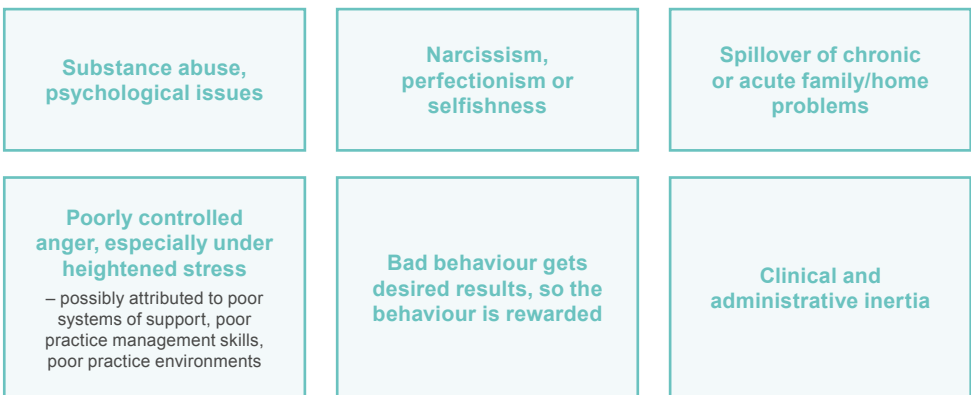 Substance abuse,
psychological issues
Narcissism,
perfectionism or
selfishness
Spillover of chronic
or acute family/home
problems
Poorly controlled
anger, especially under
heightened stress
– possibly attributed to poor
systems of support, poor
practice management skills,
poor practice environments
Bad behaviour gets
desired results, so the
behaviour is rewarded
Clinical and
administrative inertia